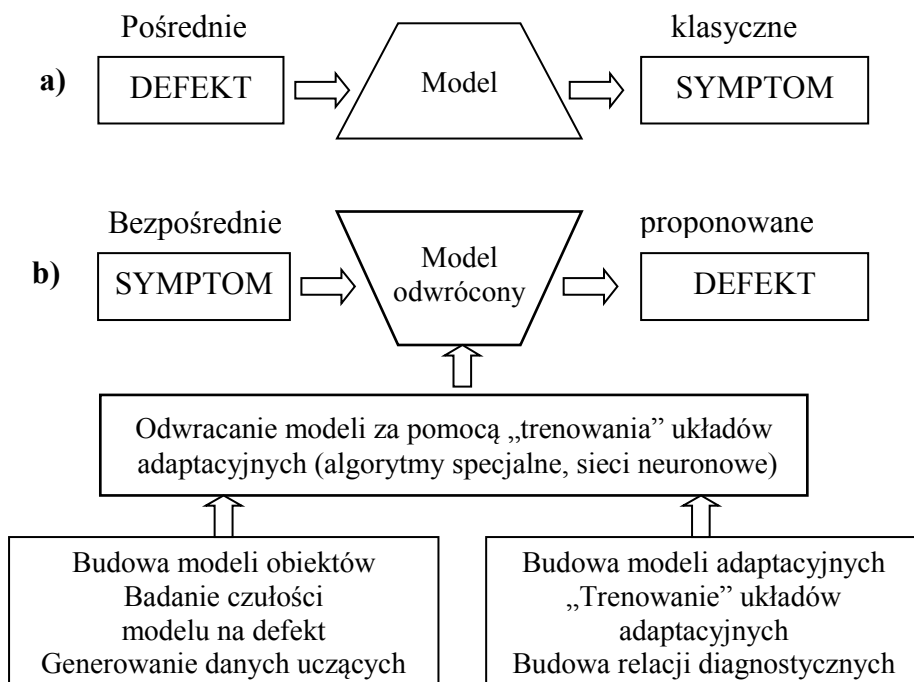 Pośrednie
klasyczne
a)
DEFEKT
Model
SYMPTOM
Bezpośrednie
proponowane
b)
SYMPTOM
Model
odwrócony
DEFEKT
Odwracanie modeli za pomocą „trenowania” układów
adaptacyjnych (algorytmy specjalne, sieci neuronowe)
Budowa modeli obiektów
Badanie czułości
modelu na defekt
Generowanie danych uczących
Budowa modeli adaptacyjnych
„Trenowanie” układów
adaptacyjnych
Budowa relacji diagnostycznych